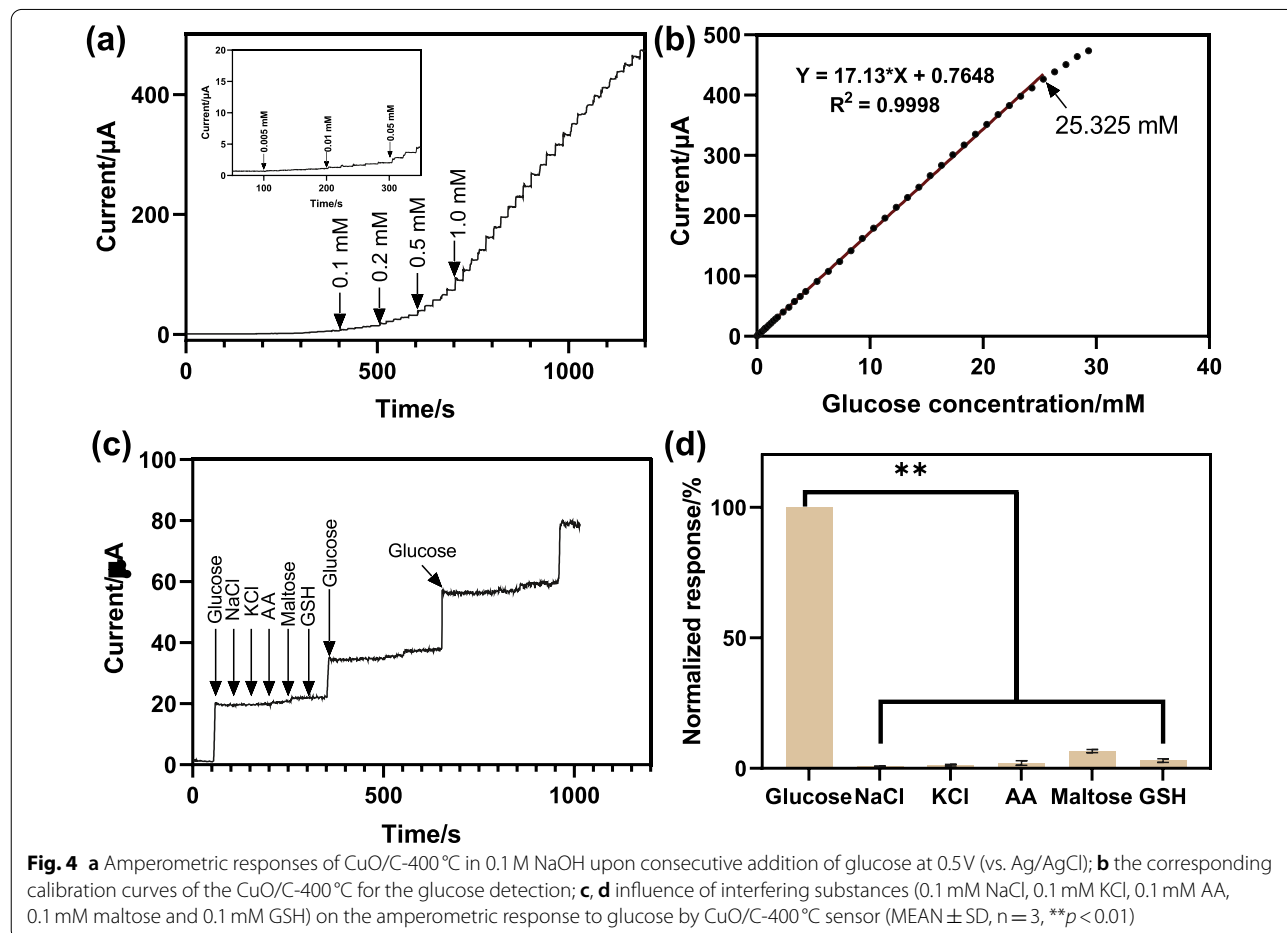 (a)
Current/µA
400
200
0
0
500
1000
Time/s
0.1 mM
0.2 mM
0.5 mM
1.0 mM
Current/µA
20
15
10
5
0
100
200
300
Time/s
0.005 mM
0.01 mM
0.05 mM
(b)
Current/µA
500
400
300
200
100
0
0
10
20
30
40
Glucose concentration/mM
Y = 17.13*X + 0.7648
R² = 0.9998
25.325 mM
(c)
Current/µA
100
80
60
40
20
0
0
500
1000
Time/s
Glucose
NaCl
KCl
AA
Maltose
GSH
Glucose
Glucose
(d)
Normalized response/%
100
50
0
**
Glucose NaCl KCl AA Maltose GSH
Fig. 4 a Amperometric responses of CuO/C-400 °C in 0.1 M NaOH upon consecutive addition of glucose at 0.5 V (vs. Ag/AgCl); b the corresponding
calibration curves of the CuO/C-400 °C for the glucose detection; c, d influence of interfering substances (0.1 mM NaCl, 0.1 mM KCl, 0.1 mM AA,
0.1 mM maltose and 0.1 mM GSH) on the amperometric response to glucose by CuO/C-400 °C sensor (MEAN ± SD, n = 3, **p < 0.01)